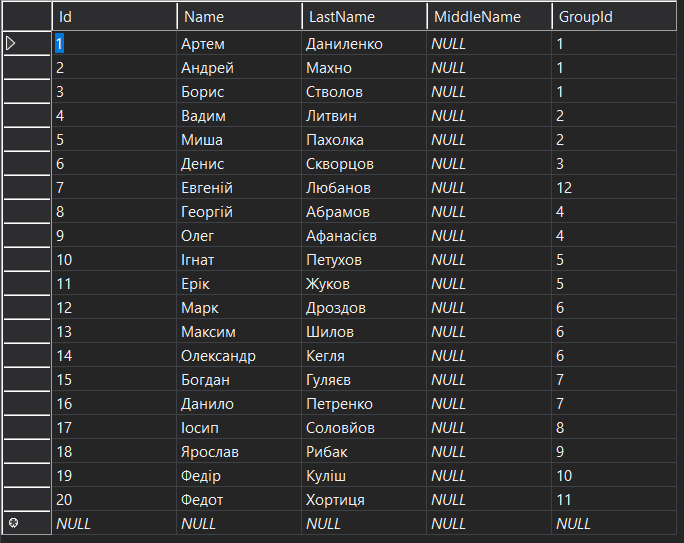 Id Name LastName MiddleName GroupId
1 Артем Даниленко NULL 1
2 Андрей Махно NULL 1
3 Борис Стволов NULL 1
4 Вадим Литвин NULL 2
5 Миша Пахолка NULL 2
6 Денис Скворцов NULL 3
7 Евгеній Любанов NULL 12
8 Георгій Абрамов NULL 4
9 Олег Афанасієв NULL 4
10 Ігнат Петухов NULL 5
11 Ерік Жуков NULL 5
12 Марк Дроздов NULL 6
13 Максим Шилов NULL 6
14 Олександр Кегля NULL 6
15 Богдан Гуляєв NULL 7
16 Данило Петренко NULL 7
17 Іосип Соловйов NULL 8
18 Ярослав Рибак NULL 9
19 Федір Куліш NULL 10
20 Федот Хортиця NULL 11
NULL NULL NULL NULL NULL